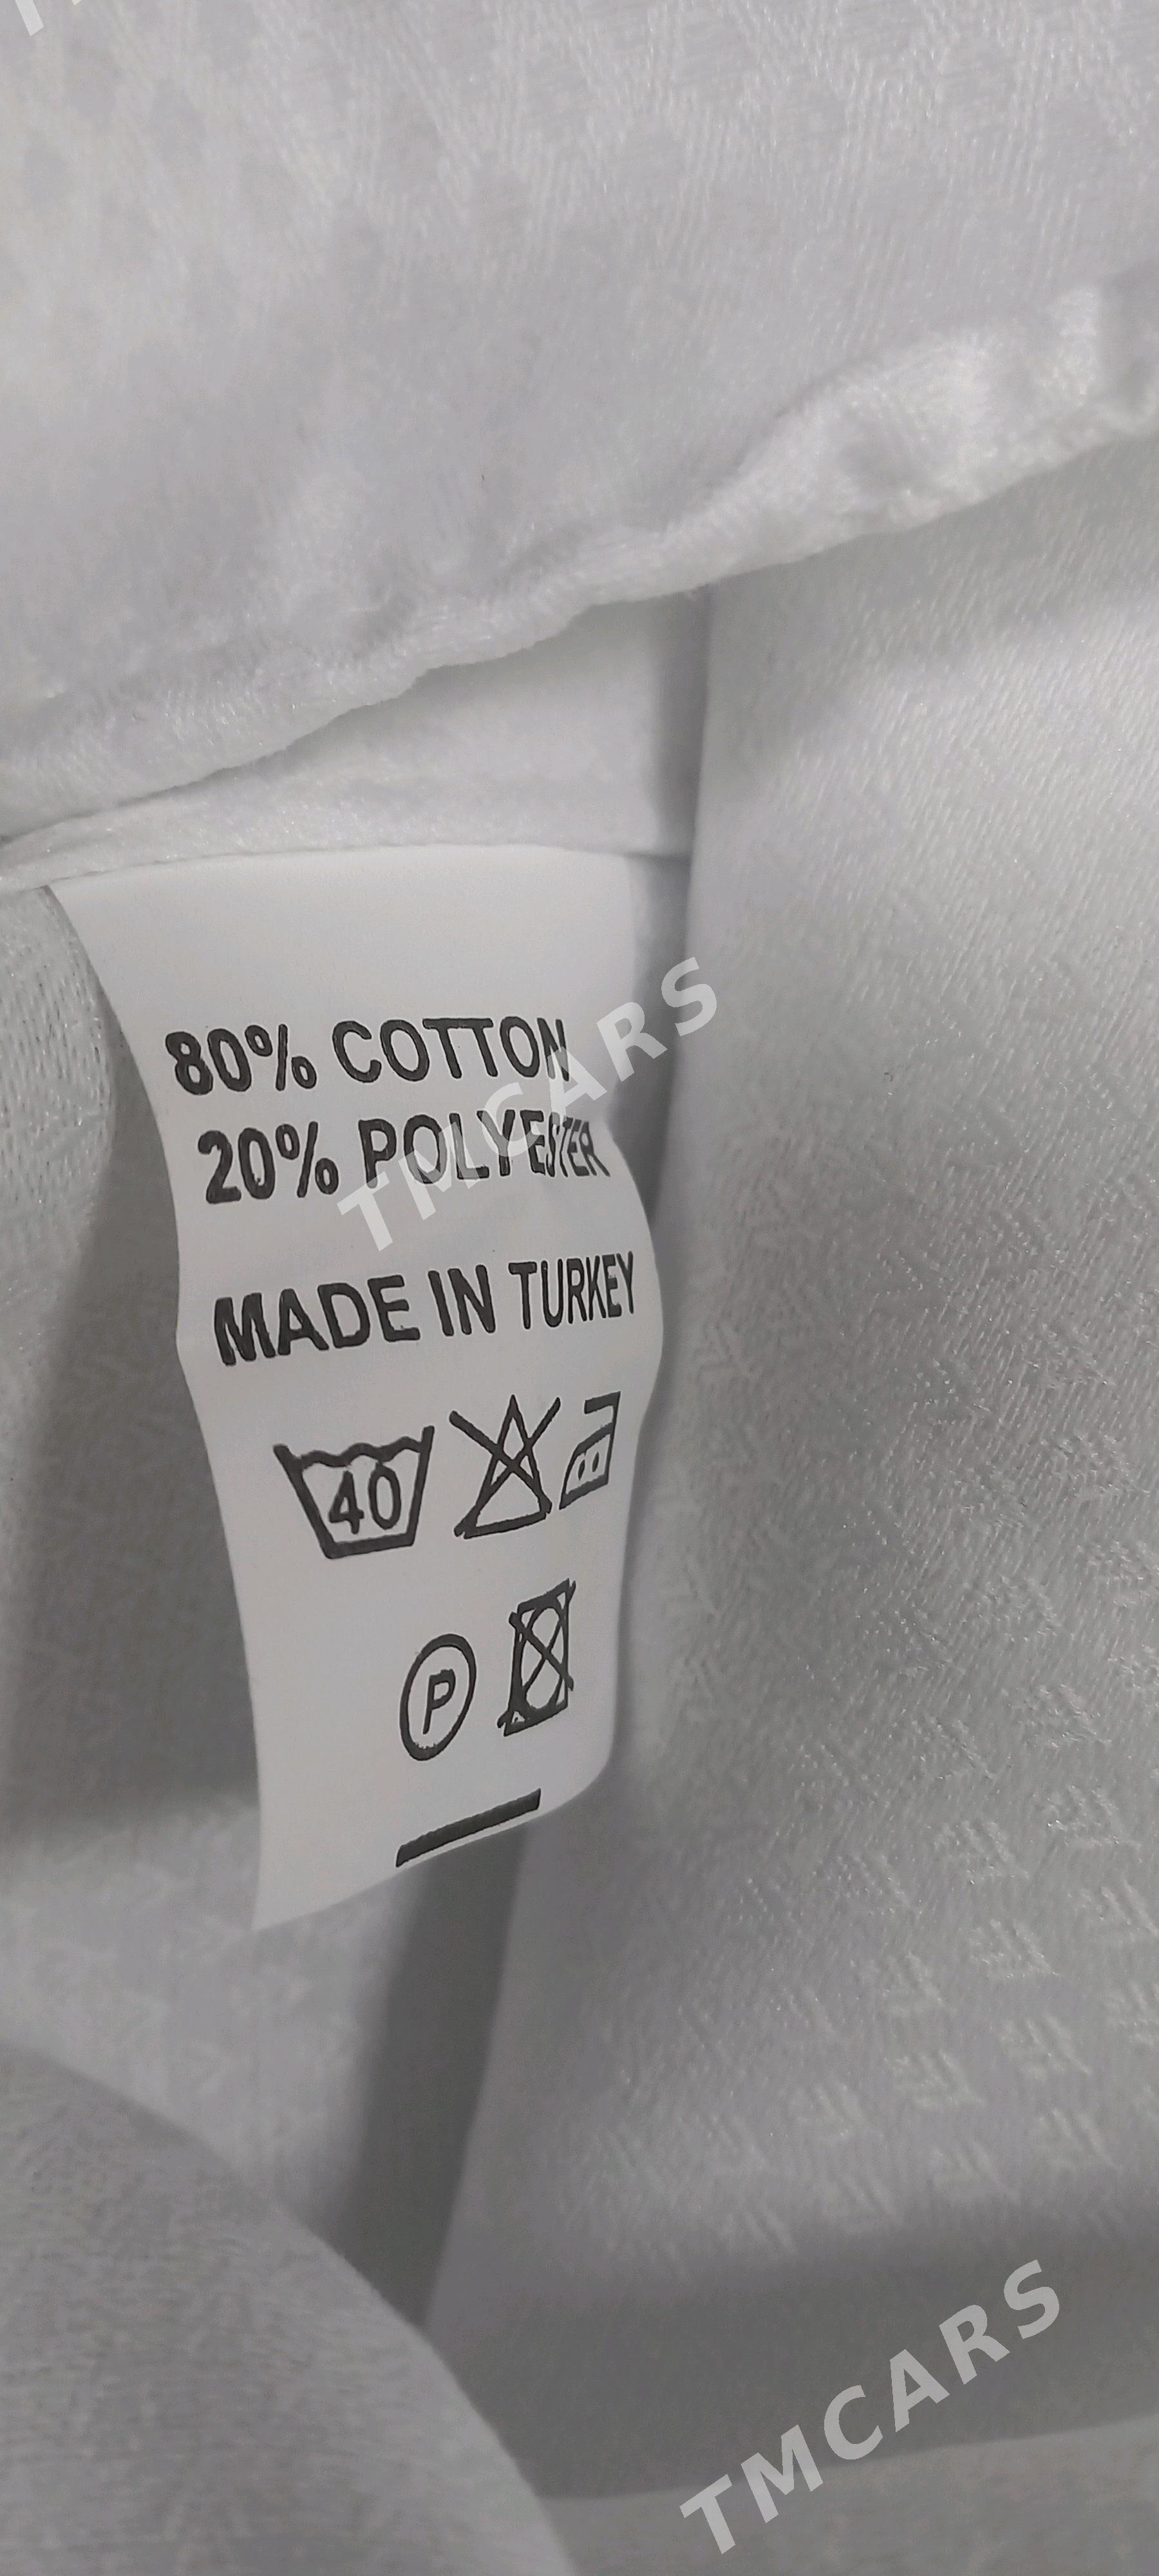 80% COTTON
20% POLYESTER
MADE IN TURKEY
40
P
TMCARS
TMCARS